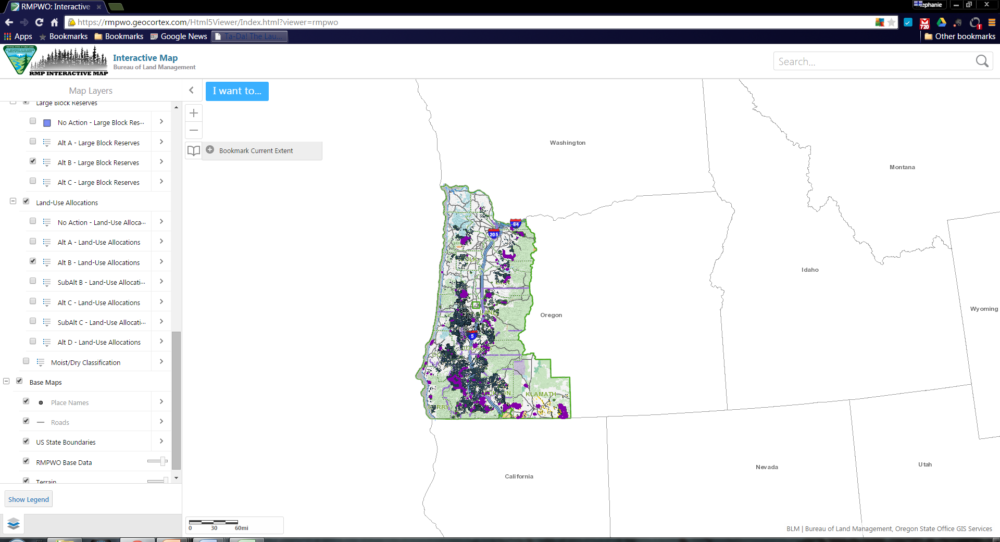 RMPWO: Interactive
Stephanie
https://rmpwo.geocortex.com/Html5Viewer/Index.html?viewer=rmpwo
720
1
Apps
Bookmarks
Bookmarks
Google News
Ta-Da! The Lau...
Other bookmarks
RMP INTERACTIVE MAP
Interactive Map
Bureau of Land Management
Search...
Map Layers
I want to...
Bookmark Current Extent
Large Block Reserves
No Action - Large Block Res...
Alt A - Large Block Reserves
Alt B - Large Block Reserves
Alt C - Large Block Reserves
Land-Use Allocations
No Action - Land-Use Alloca...
Alt A - Land-Use Allocations
Alt B - Land-Use Allocations
SubAlt B - Land-Use Allocati...
Alt C - Land-Use Allocations
SubAlt C - Land-Use Allocati...
Alt D - Land-Use Allocations
Moist/Dry Classification
Base Maps
Place Names
Roads
US State Boundaries
RMPWO Base Data
Terrain
Show Legend
Washington
Montana
84
205
Idaho
Wyoming
Oregon
5
KLAMATH
California
Nevada
Utah
0 30 60mi
BLM | Bureau of Land Management, Oregon State Office GIS Services